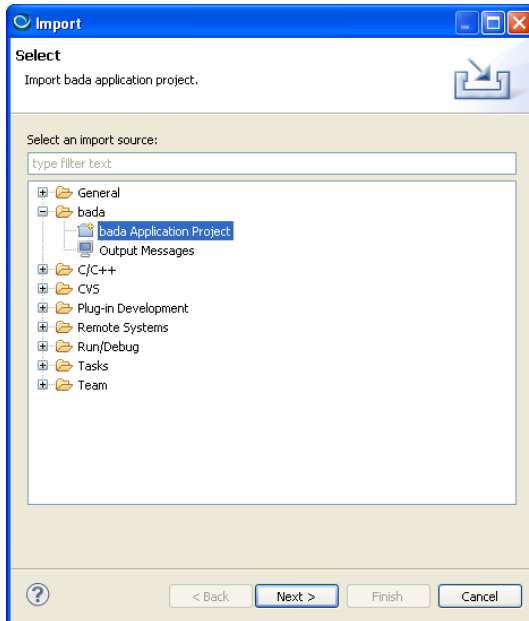 Import
Select
Import bada application project.
Select an import source:
type filter text
General
bada
bada Application Project
Output Messages
C/C++
CVS
Plug-in Development
Remote Systems
Run/Debug
Tasks
Team
? < Back Next > Finish Cancel